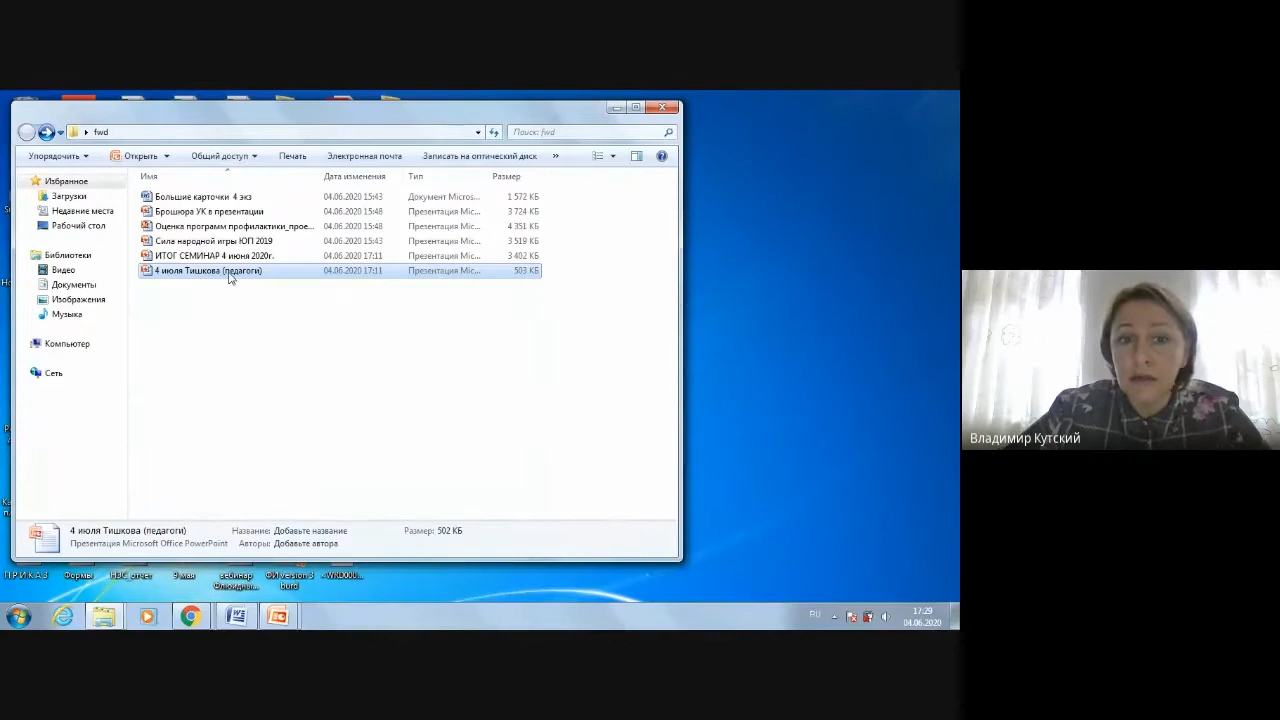 fwd
Поиск: fwd
Упорядочить Открыть Общий доступ Печать Электронная почта Записать на оптический диск »
Имя Дата изменения Тип Размер
Избранное
Загрузки
Недавние места
Рабочий стол
Библиотеки
Видео
Документы
Изображения
Музыка
Компьютер
Сеть
Большие карточки 4 экз 04.06.2020 15:43 Документ Micros... 1 572 КБ
Брошюра УК в презентации 04.06.2020 15:48 Презентация Mic... 3 724 КБ
Оценка программ профилактики_прое... 04.06.2020 15:48 Презентация Mic... 4 351 КБ
Сила народной игры ЮП 2019 04.06.2020 15:43 Презентация Mic... 3 519 КБ
ИТОГ СЕМИНАР 4 июня 2020г. 04.06.2020 17:11 Презентация Mic... 3 402 КБ
4 июля Тишкова (педагоги) 04.06.2020 17:11 Презентация Mic... 503 КБ
4 июля Тишкова (педагоги) Название: Добавьте название Размер: 502 КБ
Презентация Microsoft Office PowerPoint Авторы: Добавьте автора
П Р И К А З Формы НЭС_отчет 9 мая вебинар
RU 17:29
04.06.2020
Владимир Кутский